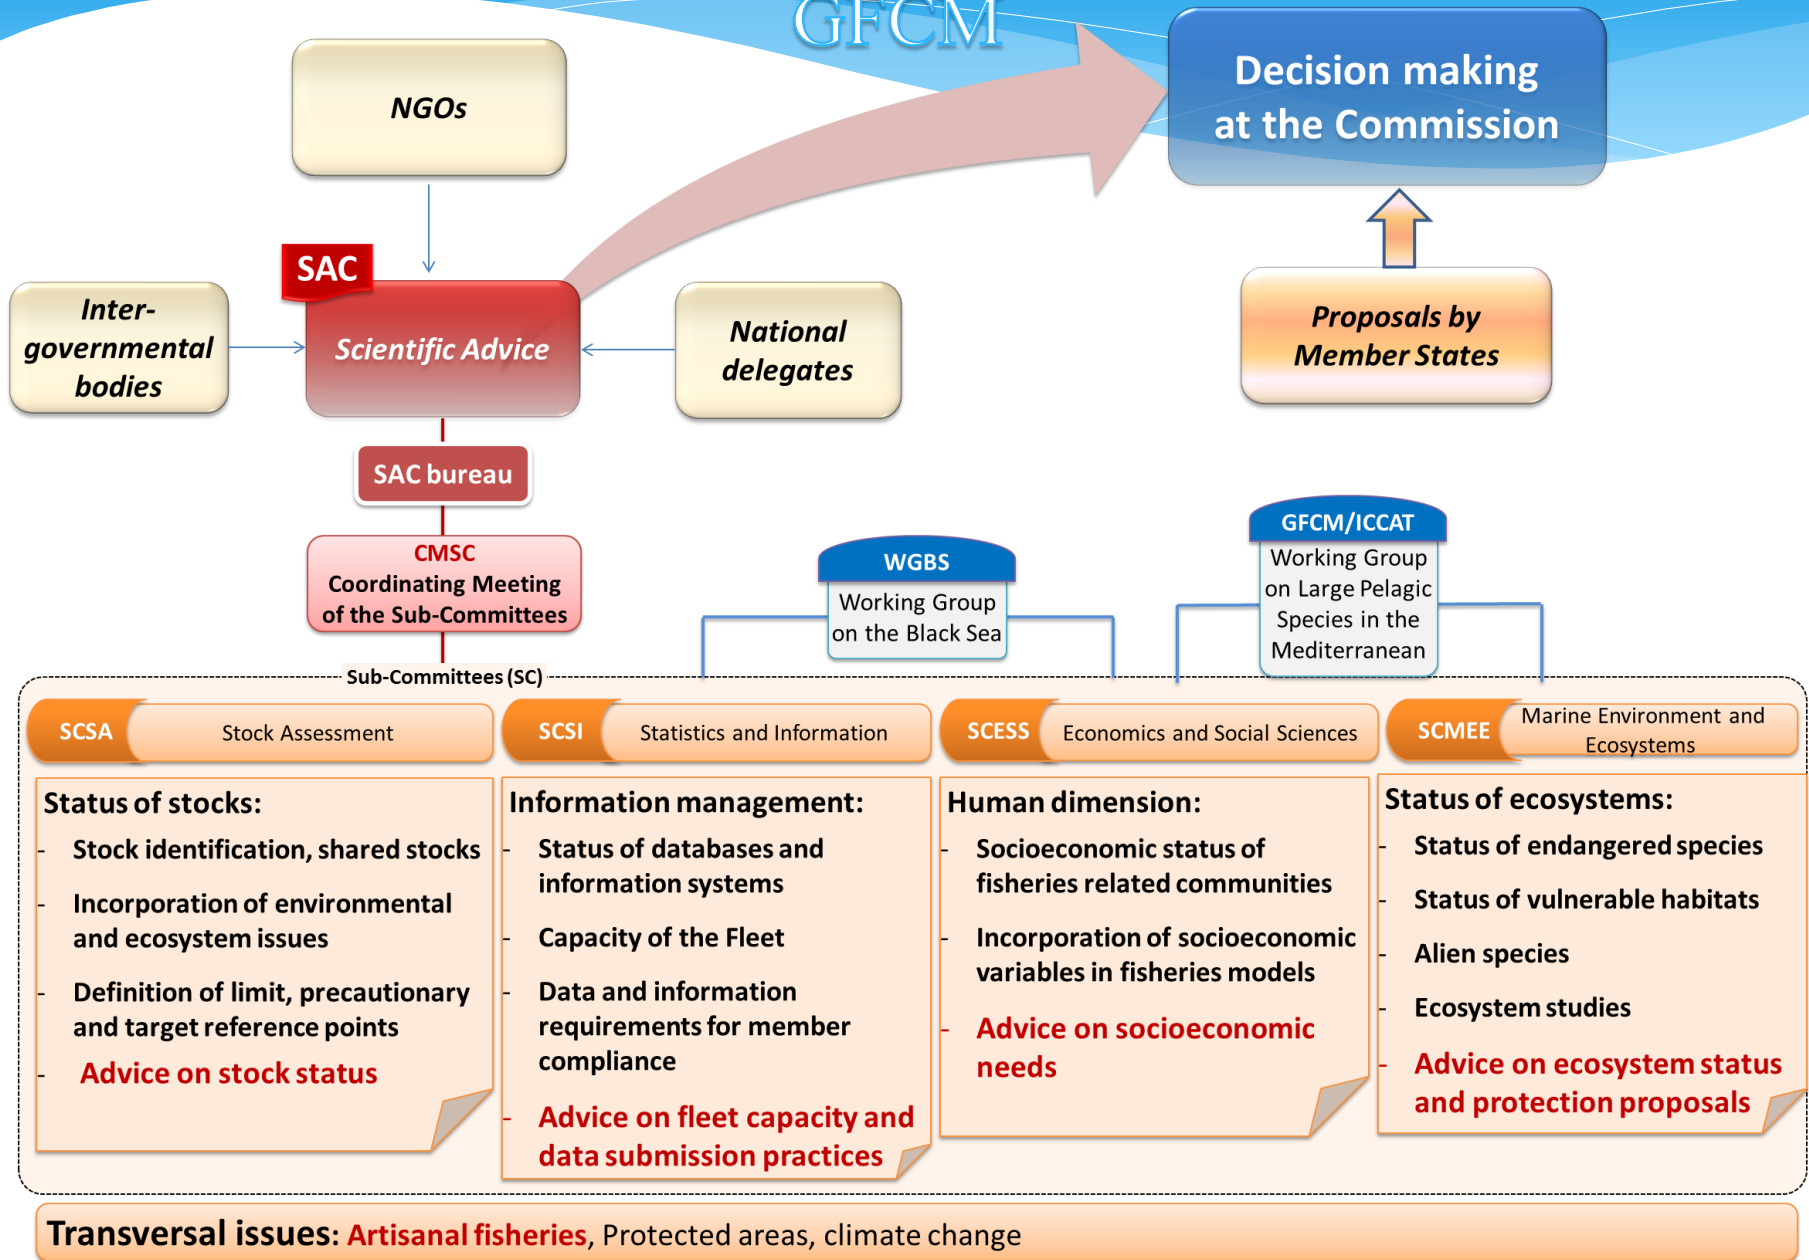 GFCM
Decision making
at the Commission
NGOs
SAC
Scientific Advice
Inter-
governmental
bodies
National
delegates
Proposals by
Member States
SAC bureau
CMSC
Coordinating Meeting
of the Sub-Committees
WGBS
Working Group
on the Black Sea
GFCM/ICCAT
Working Group
on Large Pelagic
Species in the
Mediterranean
Sub-Committees (SC)
SCSA
Stock Assessment
Status of stocks:
- Stock identification, shared stocks
- Incorporation of environmental
and ecosystem issues
- Definition of limit, precautionary
and target reference points
- Advice on stock status
SCSI
Statistics and Information
Information management:
- Status of databases and
information systems
- Capacity of the Fleet
- Data and information
requirements for member
compliance
- Advice on fleet capacity and
data submission practices
SCESS
Economics and Social Sciences
Human dimension:
- Socioeconomic status of
fisheries related communities
- Incorporation of socioeconomic
variables in fisheries models
- Advice on socioeconomic
needs
SCMEE
Marine Environment and
Ecosystems
Status of ecosystems:
- Status of endangered species
- Status of vulnerable habitats
- Alien species
- Ecosystem studies
- Advice on ecosystem status
and protection proposals
Transversal issues: Artisanal fisheries, Protected areas, climate change